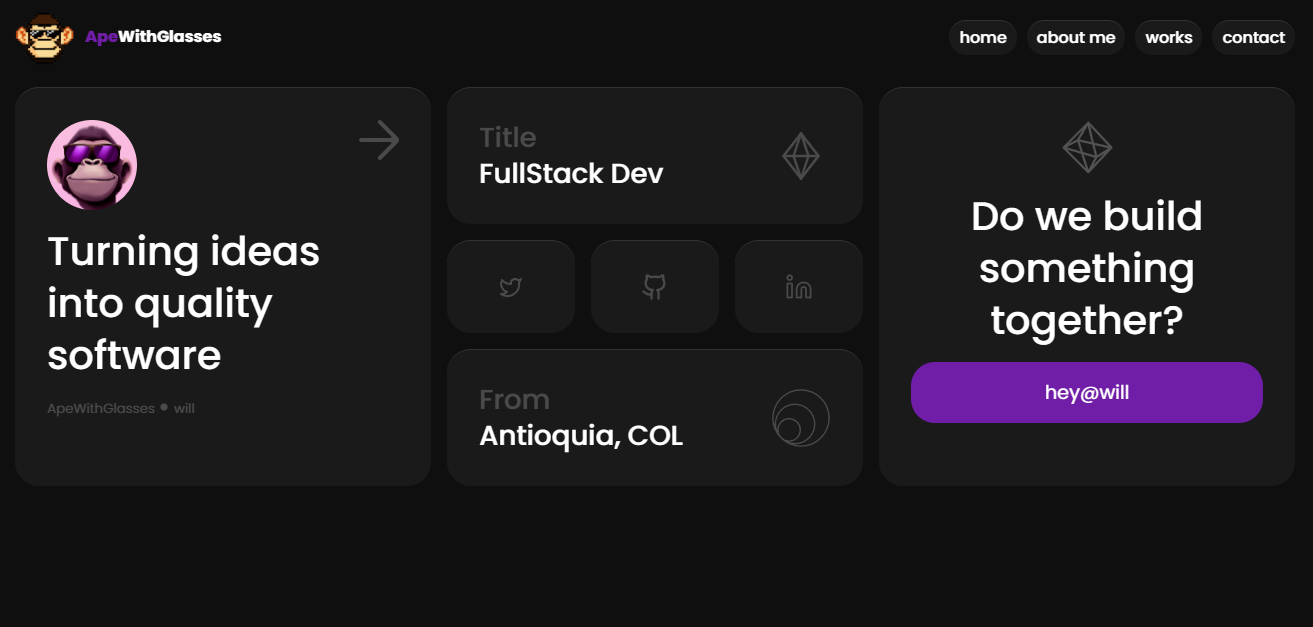 ApeWithGlasses
home
about me
works
contact
Turning ideas
into quality
software
ApeWithGlasses • will
Title
FullStack Dev
From
Antioquia, COL
Do we build
something
together?
hey@will